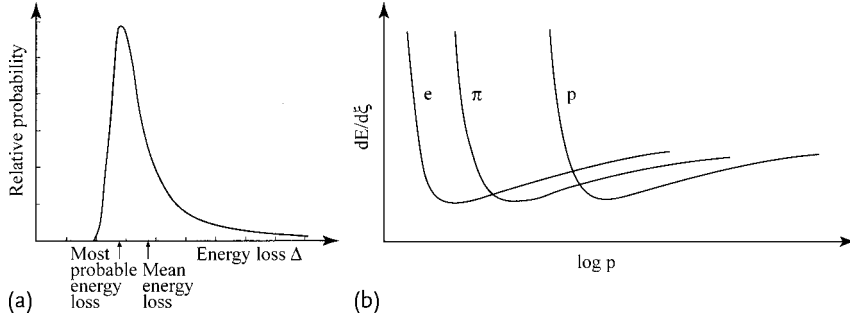 (a)
Relative probability
Most
probable
energy
loss
Mean
energy
loss
Energy loss Δ
(b)
dE/dξ
e
π
p
log p